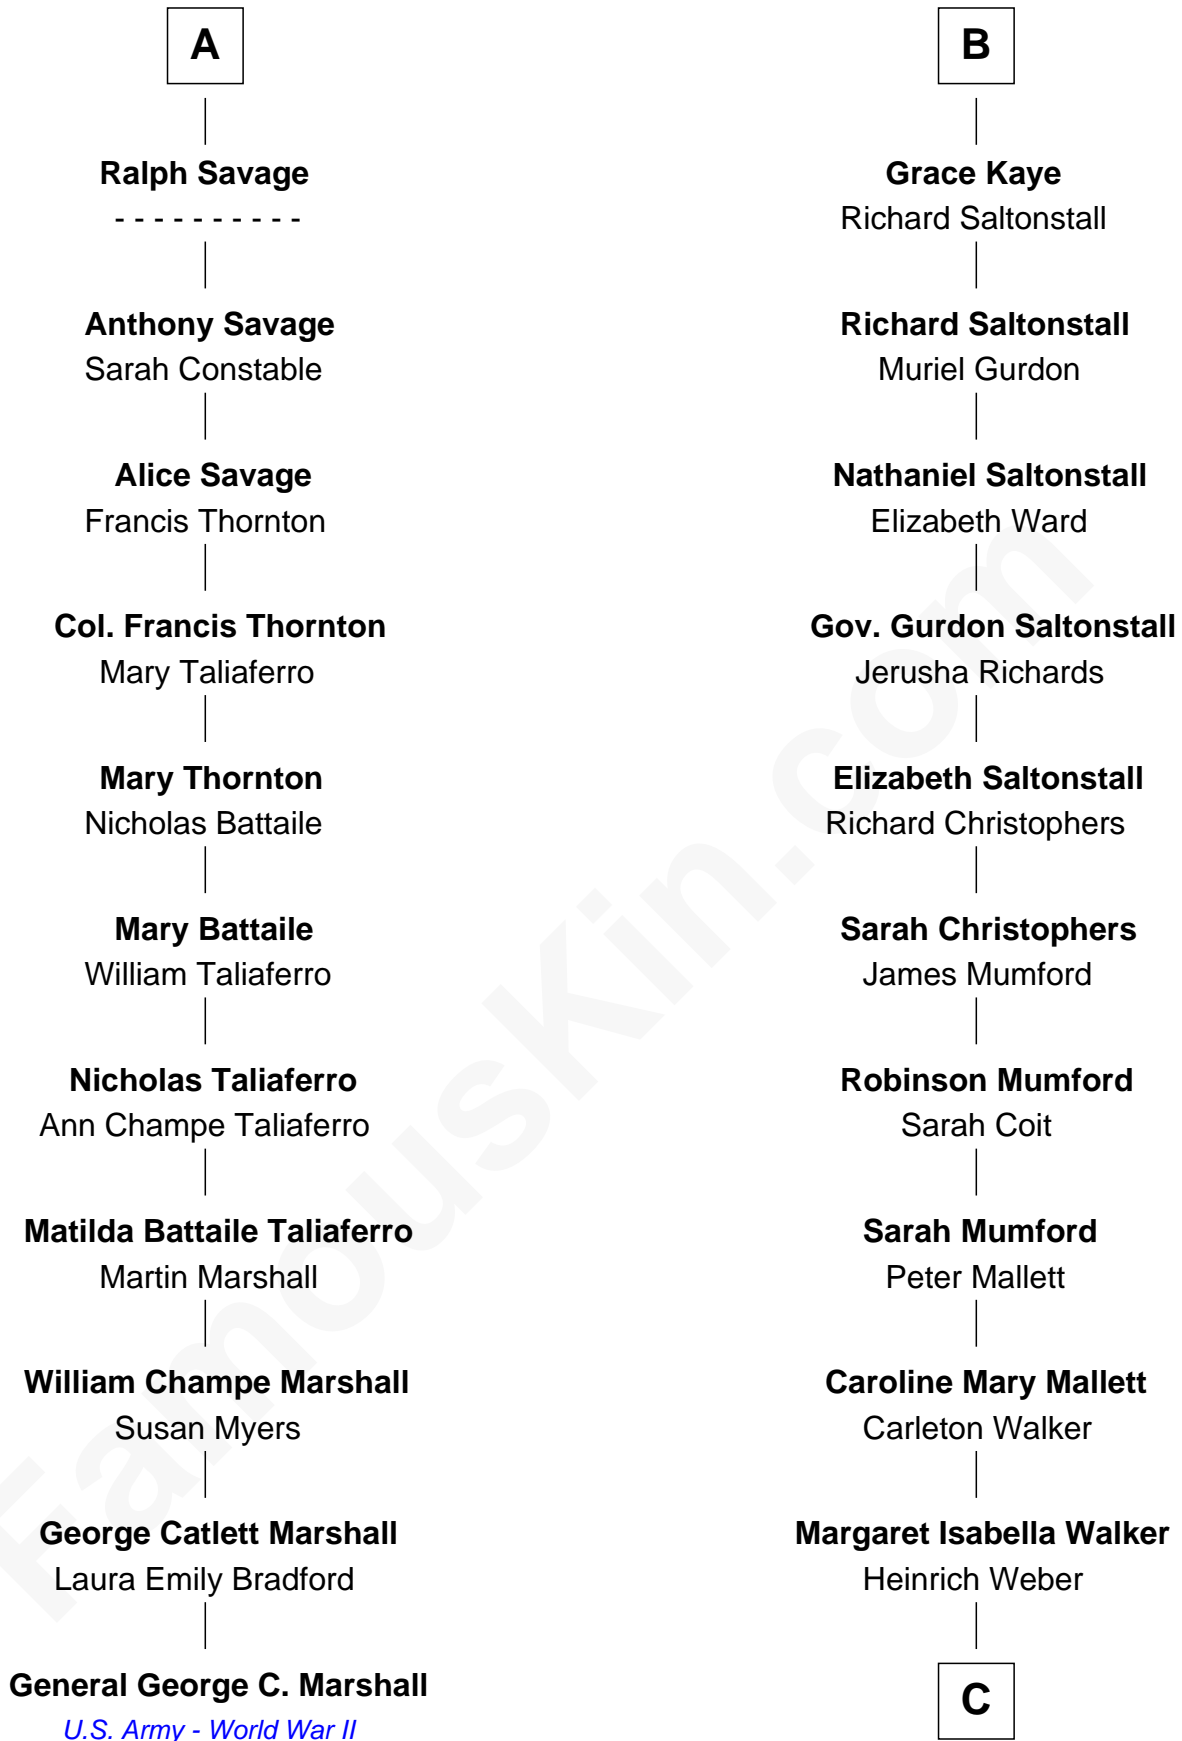 A
Ralph Savage
- - - - - - - - - -
Anthony Savage
Sarah Constable
Alice Savage
Francis Thornton
Col. Francis Thornton
Mary Taliaferro
Mary Thornton
Nicholas Battaile
Mary Battaile
William Taliaferro
Nicholas Taliaferro
Ann Champe Taliaferro
Matilda Battaile Taliaferro
Martin Marshall
William Champe Marshall
Susan Myers
George Catlett Marshall
Laura Emily Bradford
General George C. Marshall
U.S. Army - World War II
B
Grace Kaye
Richard Saltonstall
Richard Saltonstall
Muriel Gurdon
Nathaniel Saltonstall
Elizabeth Ward
Gov. Gurdon Saltonstall
Jerusha Richards
Elizabeth Saltonstall
Richard Christophers
Sarah Christophers
James Mumford
Robinson Mumford
Sarah Coit
Sarah Mumford
Peter Mallett
Caroline Mary Mallett
Carleton Walker
Margaret Isabella Walker
Heinrich Weber
C
FamousKin.com